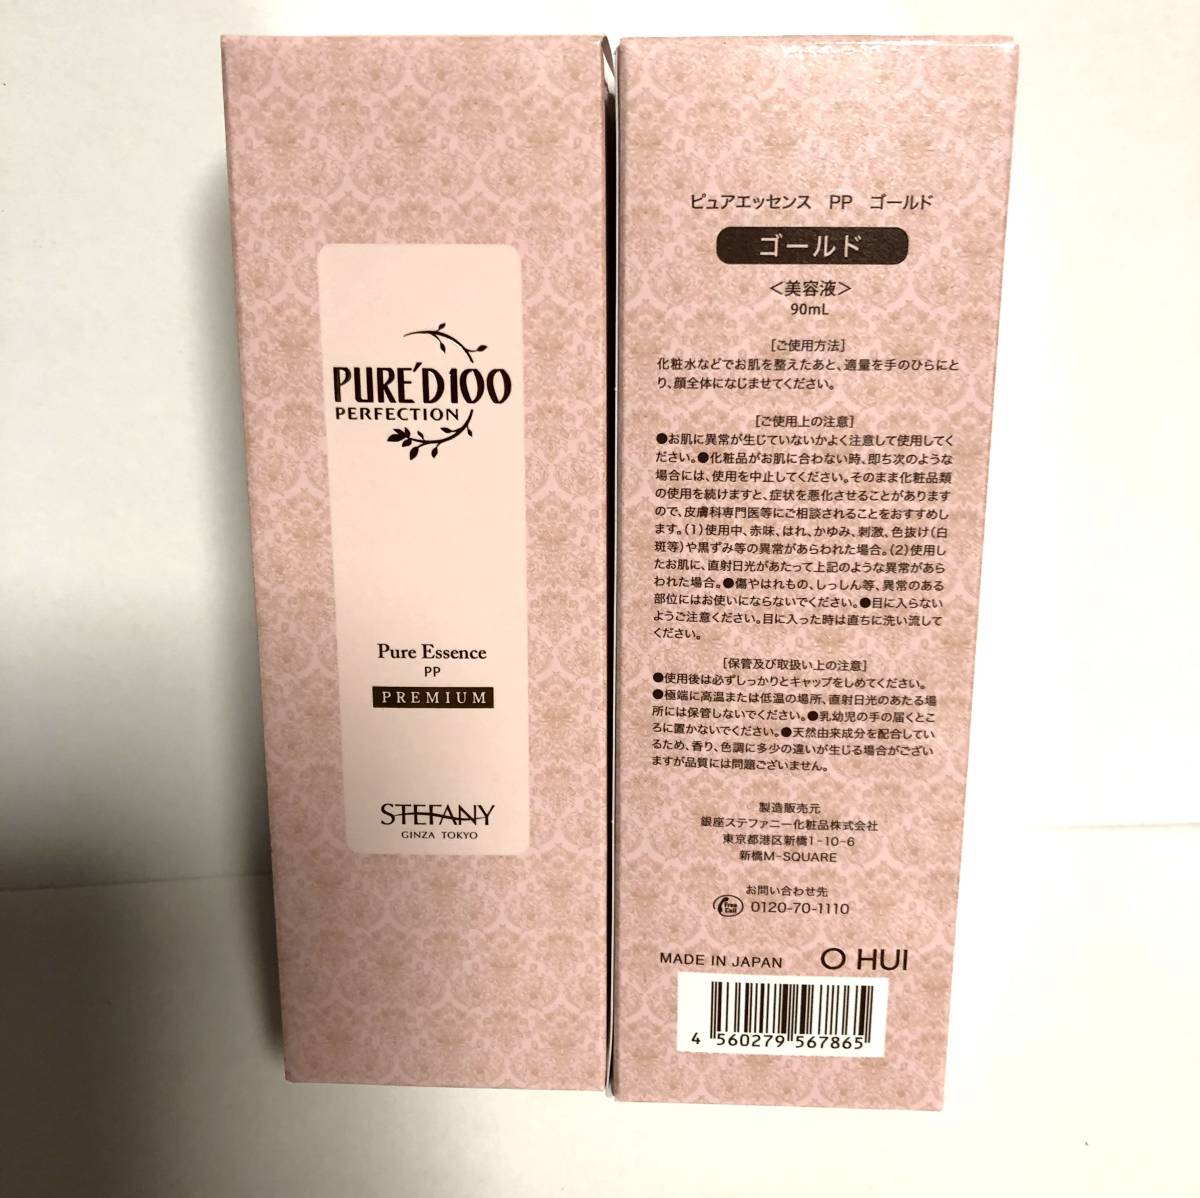 PURE'D100
PERFECTION
Pure Essence
PP
PREMIUM
STEFANY
GINZA TOKYO
ピュアエッセンス PP ゴールド
ゴールド
＜美容液＞
90mL
[ご使用方法]
化粧水などでお肌を整えたあと、適量を手のひらにと
り、顔全体になじませてください。
[ご使用上の注意]
●お肌に異常が生じていないかよく注意して使用してく
ださい。●化粧品がお肌に合わない時、即ち次のような
場合には、使用を中止してください。そのまま化粧品類
の使用を続けますと、症状を悪化させることがあります
ので、皮膚科専門医等にご相談されることをおすすめし
ます。(1)使用中、赤味、はれ、かゆみ、刺激、色抜け(白
斑等)や黒ずみ等の異常があらわれた場合。(2)使用し
たお肌に、直射日光があたって上記のような異常があら
われた場合。●傷やはれもの、しっしん等、異常のある
部位にはお使いにならないでください。●目に入らない
ようご注意ください。目に入った時は直ちに洗い流して
ください。
[保管及び取扱い上の注意]
●使用後は必ずしっかりとキャップをしめてください。
●極端に高温または低温の場所、直射日光のあたる場
所には保管しないでください。●乳幼児の手の届くとこ
ろに置かないでください。●天然由来成分を配合してい
るため、香り、色調に多少の違いが生じる場合がござい
ますが品質には問題ございません。
製造販売元
銀座ステファニー化粧品株式会社
東京都港区新橋1-10-6
新橋M-SQUARE
お問い合わせ先
Free Call 0120-70-1110
MADE IN JAPAN O HUI
4 560279 567865